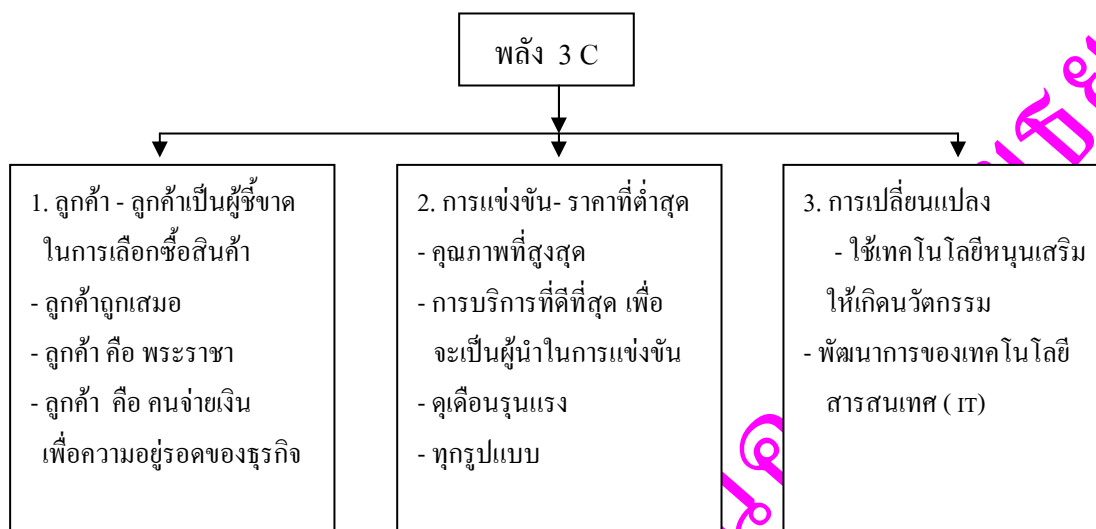 พลัง 3 C
1. ลูกค้า - ลูกค้าเป็นผู้ชี้ขาด
ในการเลือกซื้อสินค้า
- ลูกค้าถูกเสมอ
- ลูกค้า คือ พระราชา
- ลูกค้า คือ คนจ่ายเงิน
เพื่อความอยู่รอดของธุรกิจ
2. การแข่งขัน- ราคาที่ต่ำสุด
- คุณภาพที่สูงสุด
- การบริการที่ดีที่สุด เพื่อ
จะเป็นผู้นำในการแข่งขัน
- ดุเดือนรุนแรง
- ทุกรูปแบบ
3. การเปลี่ยนแปลง
- ใช้เทคโนโลยีหนุนเสริม
ให้เกิดนวัตกรรม
- พัฒนาการของเทคโนโลยี
สารสนเทศ ( IT)